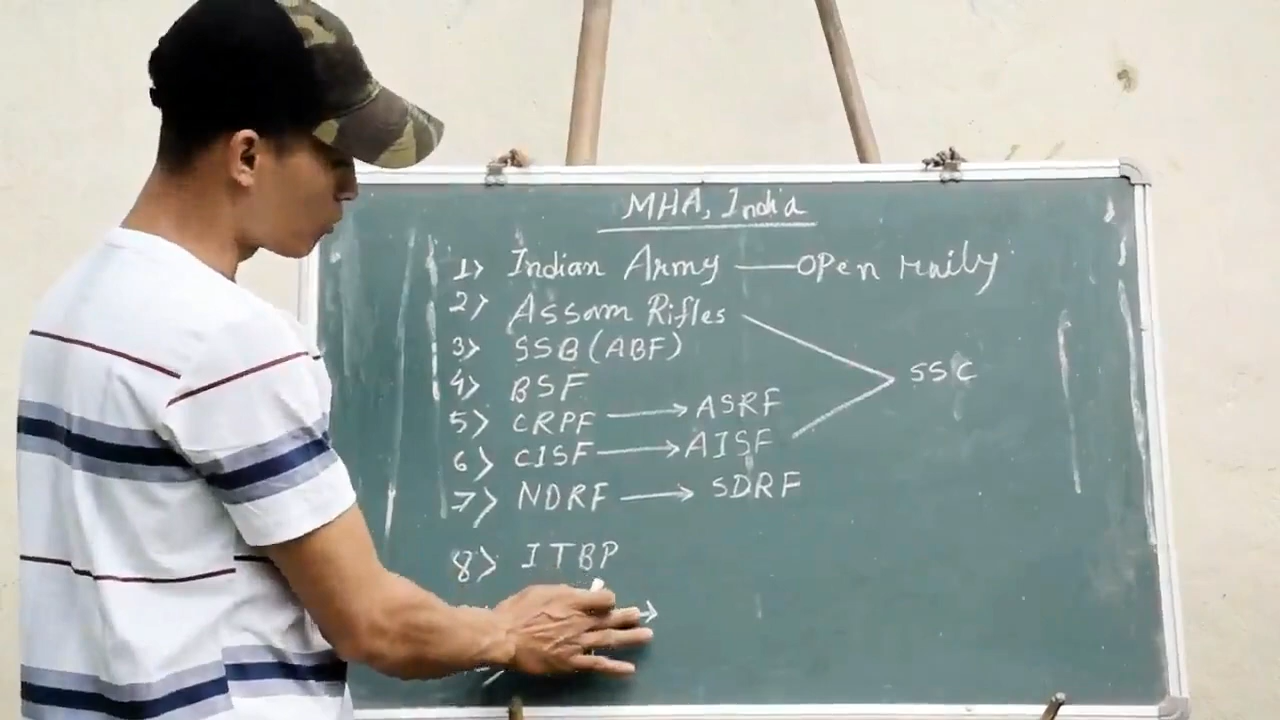 MHA, India
1> Indian Army — OPen rally
2> Assam Rifles
3> SSB (ABF)
SSC
4> BSF
5> CRPF → ASRF
6> CISF → AISF
7> NDRF → SDRF
8> ITBP
→